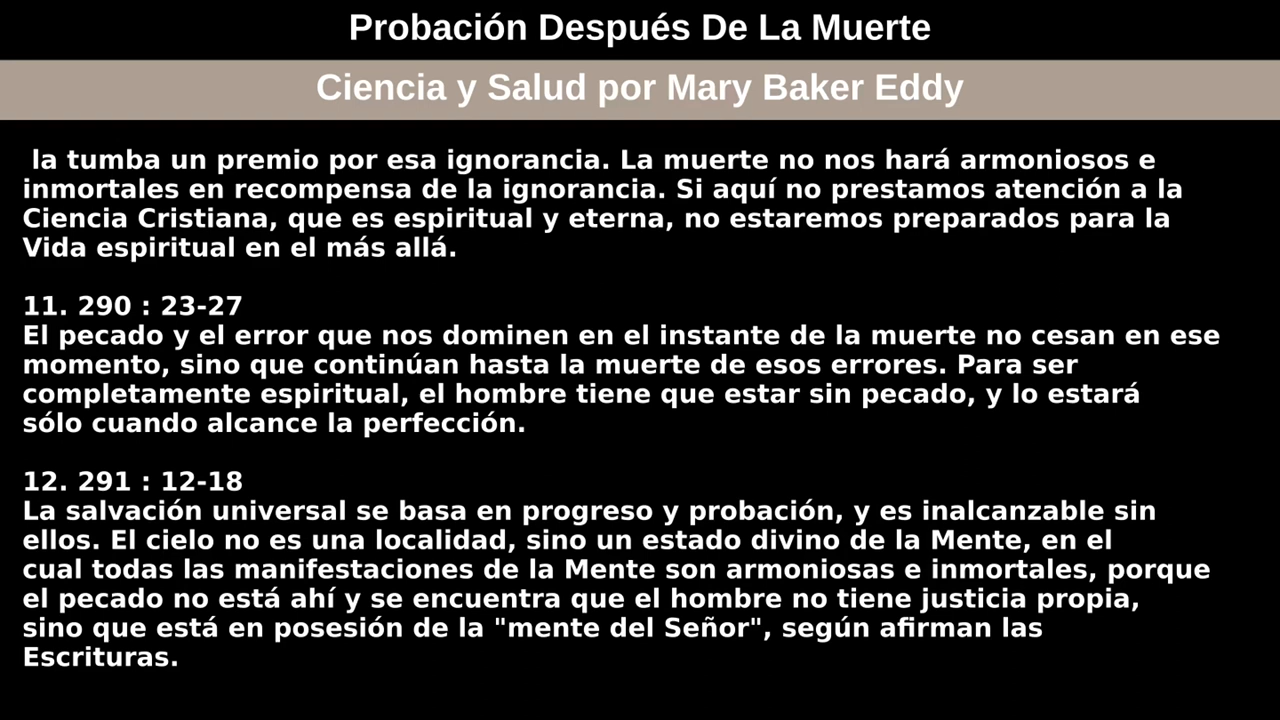 Probación Después De La Muerte
Ciencia y Salud por Mary Baker Eddy
la tumba un premio por esa ignorancia. La muerte no nos hará armoniosos e
inmortales en recompensa de la ignorancia. Si aquí no prestamos atención a la
Ciencia Cristiana, que es espiritual y eterna, no estaremos preparados para la
Vida espiritual en el más allá.
11. 290 : 23-27
El pecado y el error que nos dominen en el instante de la muerte no cesan en ese
momento, sino que continúan hasta la muerte de esos errores. Para ser
completamente espiritual, el hombre tiene que estar sin pecado, y lo estará
sólo cuando alcance la perfección.
12. 291 : 12-18
La salvación universal se basa en progreso y probación, y es inalcanzable sin
ellos. El cielo no es una localidad, sino un estado divino de la Mente, en el
cual todas las manifestaciones de la Mente son armoniosas e inmortales, porque
el pecado no está ahí y se encuentra que el hombre no tiene justicia propia,
sino que está en posesión de la "mente del Señor", según afirman las
Escrituras.